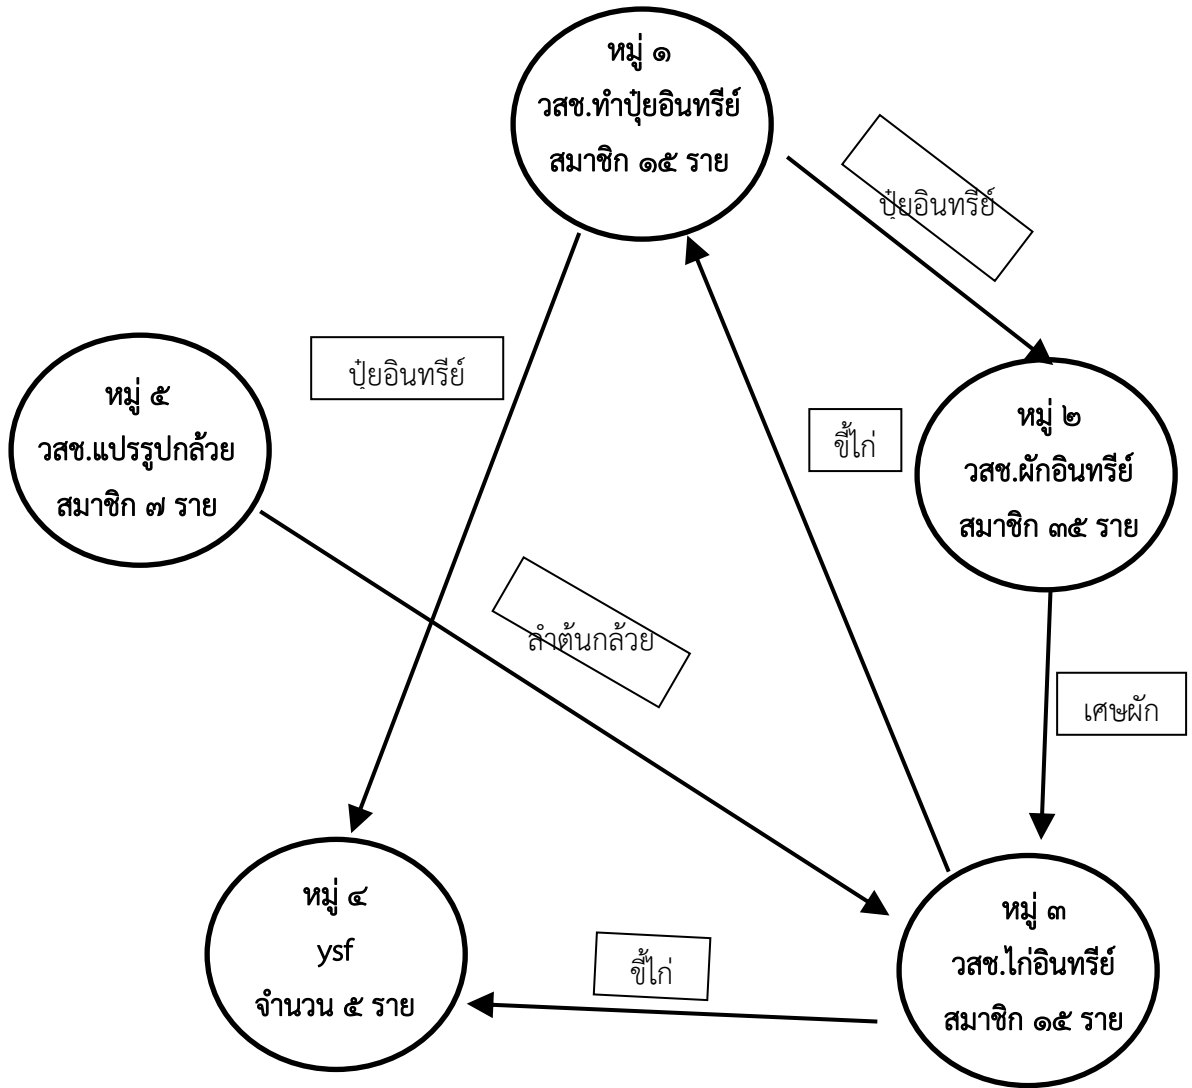 หมู่ ๑
วสช.ทำปุ๋ยอินทรีย์
สมาชิก ๑๕ ราย
ปุ๋ยอินทรีย์
ปุ๋ยอินทรีย์
หมู่ ๕
วสช.แปรรูปกล้วย
สมาชิก ๗ ราย
ขี้ไก่
หมู่ ๒
วสช.ผักอินทรีย์
สมาชิก ๓๕ ราย
ลำต้นกล้วย
เศษผัก
หมู่ ๔
ysf
จำนวน ๕ ราย
ขี้ไก่
หมู่ ๓
วสช.ไก่อินทรีย์
สมาชิก ๑๕ ราย